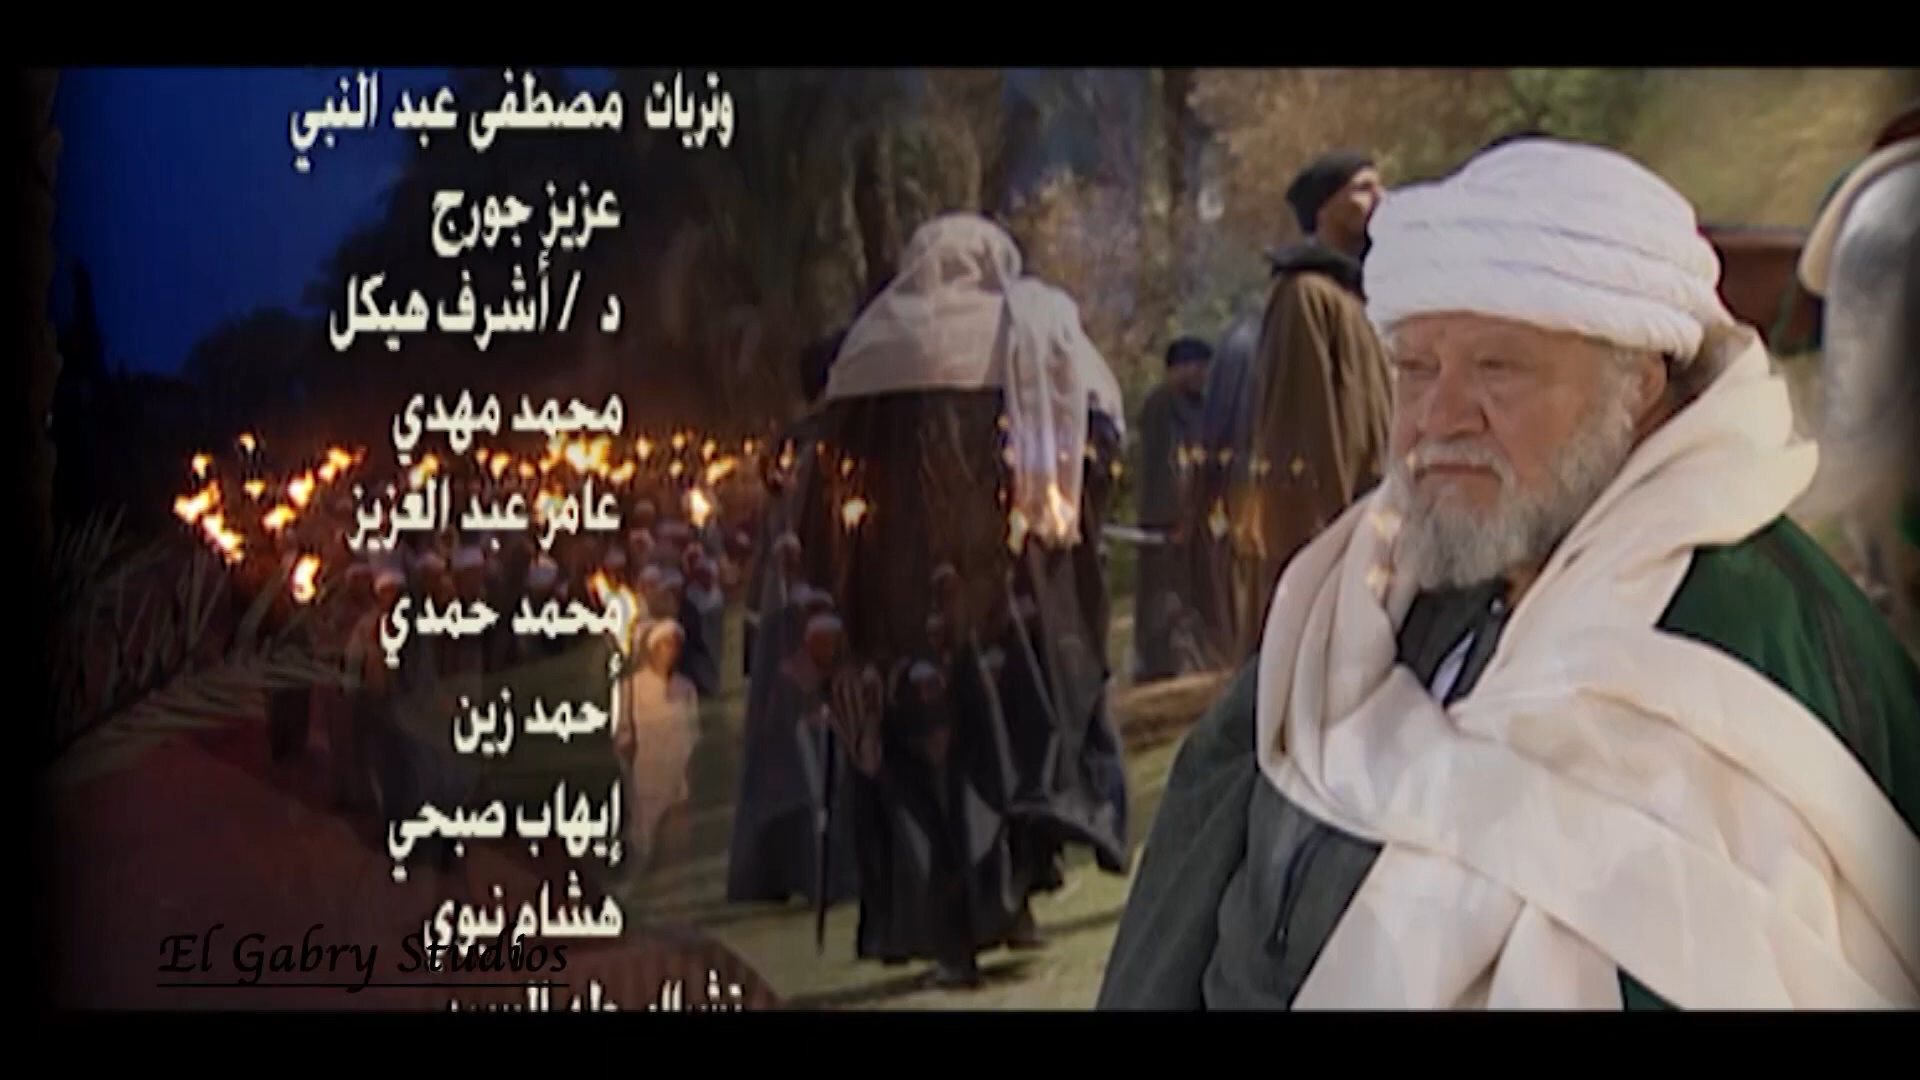 وتريات مصطفى عبد النبي
عزيز جورج
د / أشرف هيكل
محمد مهدي
عامر عبد العزيز
محمد حمدي
أحمد زين
إيهاب صبحي
هشام نبوي
El Gabry Studios